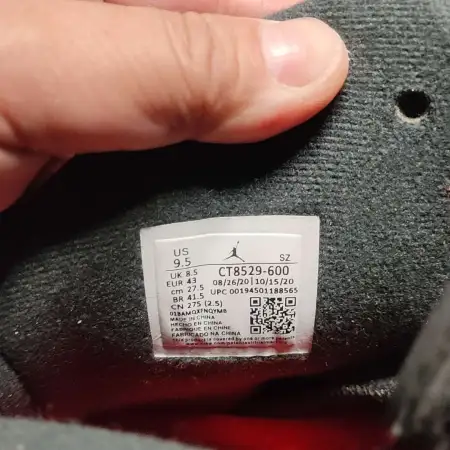 US
9.5
SZ
UK 8.5
EUR 43
cm 27.5
BR 41.5
CN 275 (2.5)
CT8529-600
08/26/20 10/15/20
UPC 00194501188565
MADE IN CHINA
HECHO EN CHINA
FABRIQUE EN CHINE
FABRICADO NA CHINA